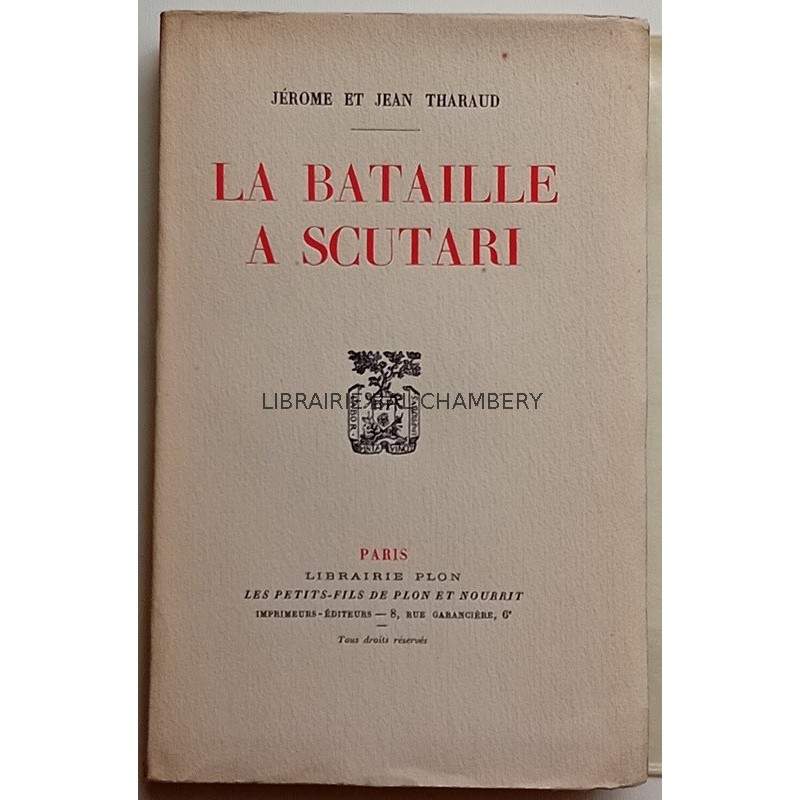 JÉROME ET JEAN THARAUD
LA BATAILLE
A SCUTARI
LIBRAIRIE CHAMBERY
LABOR
PARIS
LIBRAIRIE PLON
LES PETITS-FILS DE PLON ET NOURRIT
IMPRIMEURS-ÉDITEURS — 8, RUE GARANCIÈRE, 6e
Tous droits réservés